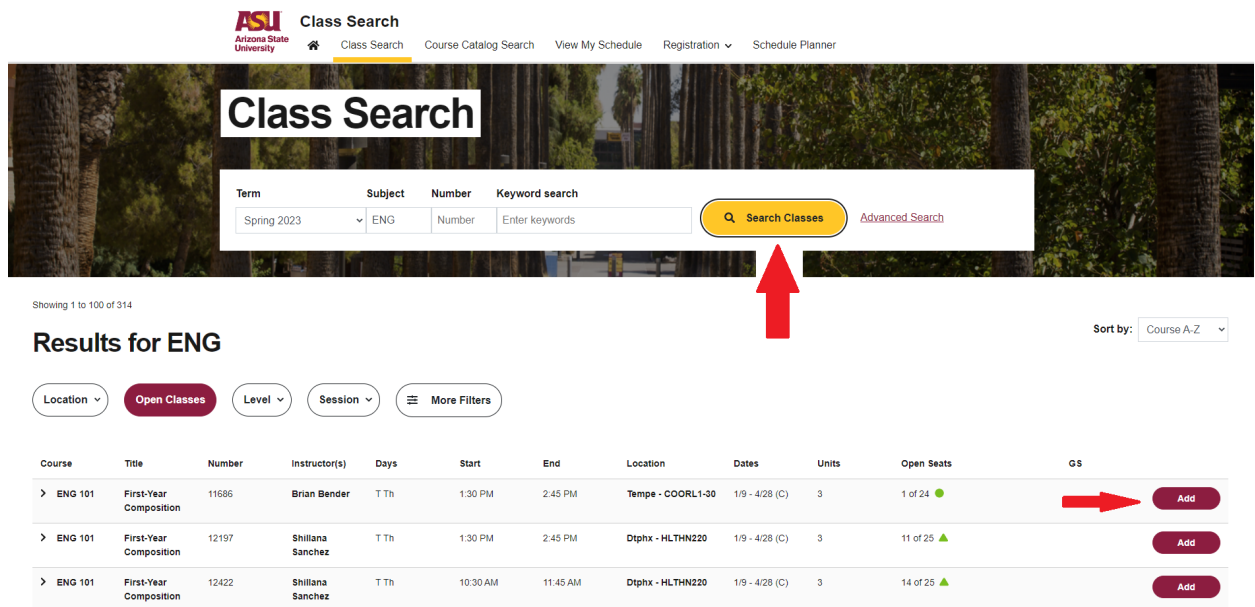 ASU
Arizona State
University
Class Search
Class Search Course Catalog Search View My Schedule Registration Schedule Planner
Class Search
Term Subject Number Keyword search
Spring 2023 ENG Number Enter keywords Search Classes Advanced Search
Showing 1 to 100 of 314
Results for ENG
Sort by: Course A-Z
Location Open Classes Level Session More Filters
Course Title Number Instructor(s) Days Start End Location Dates Units Open Seats GS
ENG 101 First-Year 11686 Brian Bender T Th 1:30 PM 2:45 PM Tempe - COORL1-30 1/9 - 4/28 (C) 3 1 of 24 Add
Composition
ENG 101 First-Year 12197 Shillana T Th 1:30 PM 2:45 PM Dtphx - HLTHN220 1/9 - 4/28 (C) 3 11 of 25 Add
Composition Sanchez
ENG 101 First-Year 12422 Shillana T Th 10:30 AM 11:45 AM Dtphx - HLTHN220 1/9 - 4/28 (C) 3 14 of 25 Add
Composition Sanchez